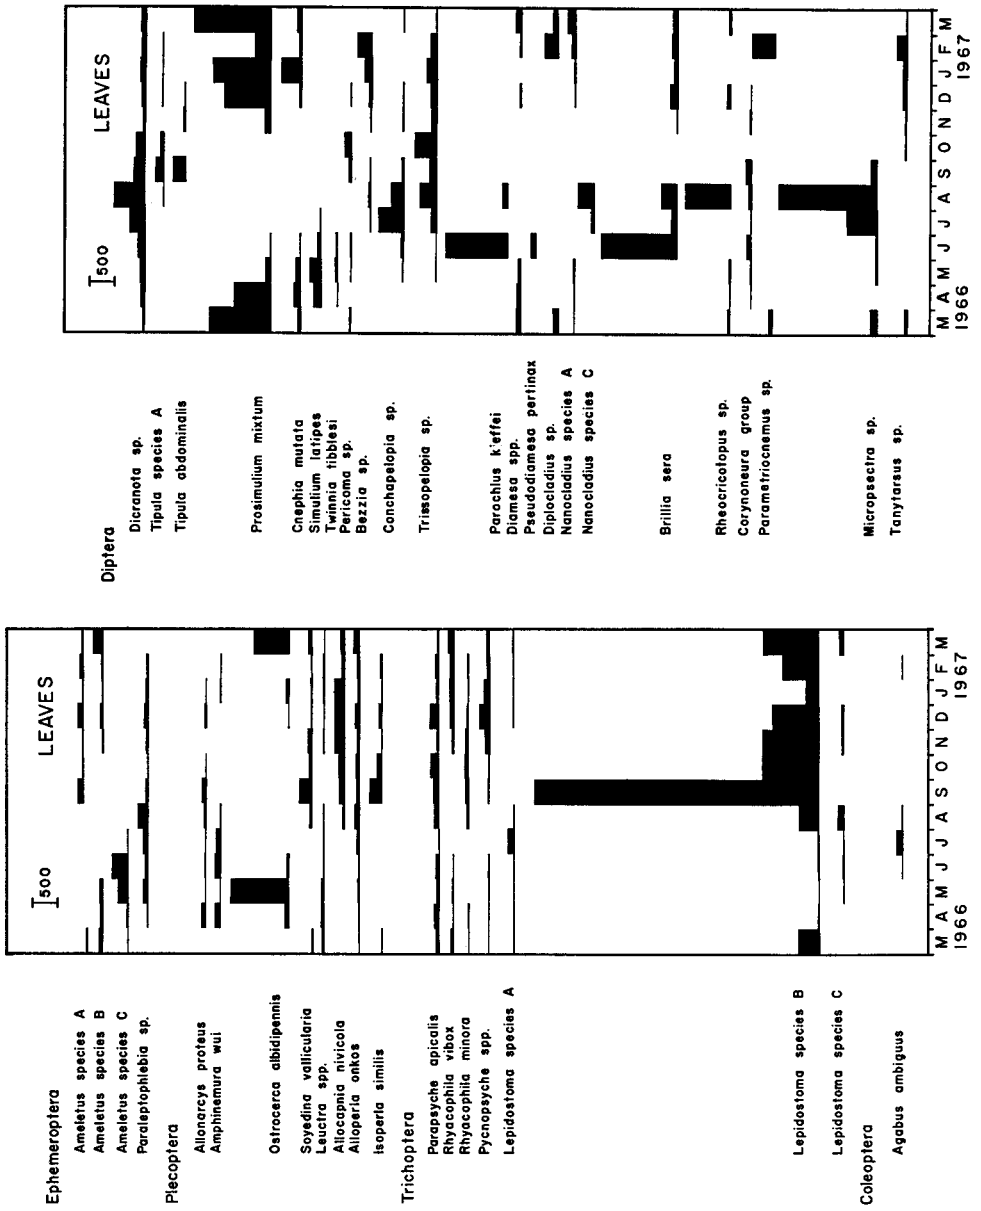 Ephemeroptera
Ameletus species A
Ameletus species B
Ameletus species C
Paraleptophlebia sp.
Plecoptera
Allonarcys proteus
Amphinemura wui
Ostrocerca albidipennis
Soyedina vallicularia
Leuctra spp.
Allocapnia nivicola
Alloperla onkos
Isoperla similis
Trichoptera
Parapsyche apicalis
Rhyacophila vibox
Rhyacophila minora
Pycnopsyche spp.
Lepidostoma species A
Lepidostoma species B
Lepidostoma species C
Coleoptera
Agabus ambiguus
500
LEAVES
M A M J J A S O N D J F M
1966 1967
Diptera
Dicranota sp.
Tipula species A
Tipula abdominalis
Prosimulium mixtum
Cnephia mutata
Simulium latipes
Twinnia tibblesi
Pericoma sp.
Bezzia sp.
Conchapelopia sp.
Trissopelopia sp.
Parochlus k'effei
Diamesa spp.
Pseudodiamesa pertinax
Diplocladius sp.
Nanocladius species A
Nanocladius species C
Brillia sera
Rheocricotopus sp.
Corynoneura group
Parametriocnemus sp.
Micropsectra sp.
Tanytarsus sp.
500
LEAVES
M A M J J A S O N D J F M
1966 1967